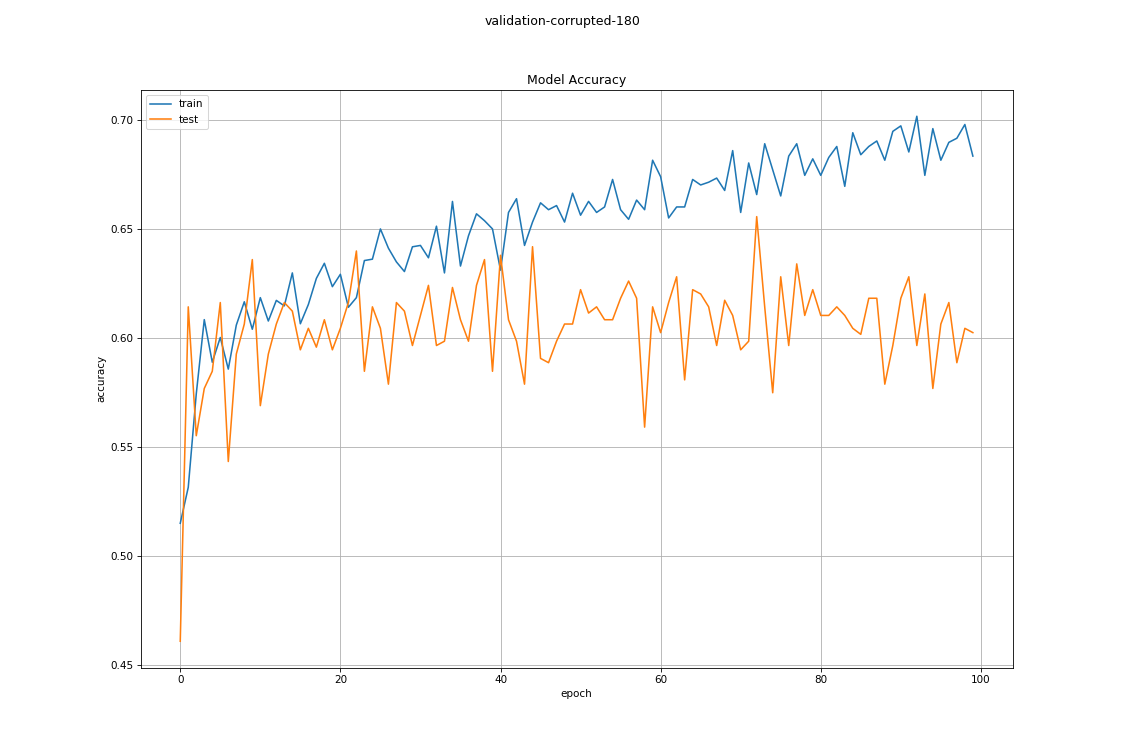 validation-corrupted-180
Model Accuracy
train
test
0.70
0.65
0.60
0.55
0.50
0.45
accuracy
0 20 40 60 80 100
epoch